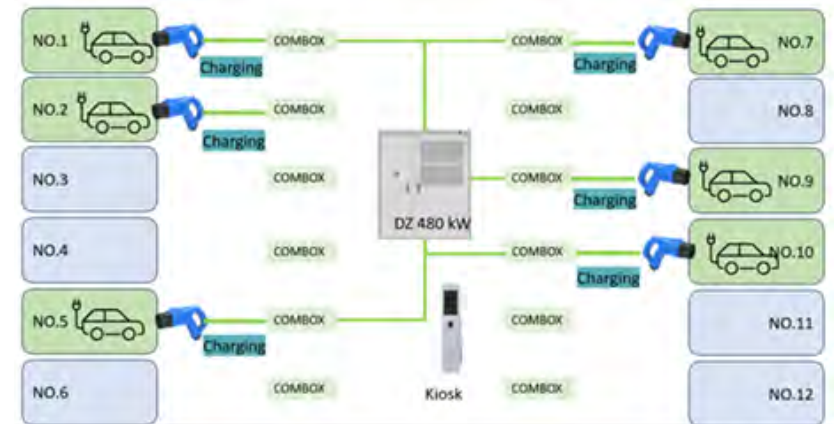 NO.1
COMBOX
Charging
NO.2
COMBOX
Charging
NO.3
COMBOX
NO.4
COMBOX
NO.5
COMBOX
Charging
NO.6
COMBOX
DZ 480 kW
Kiosk
COMBOX
Charging
NO.7
COMBOX
NO.8
COMBOX
Charging
NO.9
COMBOX
Charging
NO.10
COMBOX
NO.11
COMBOX
NO.12